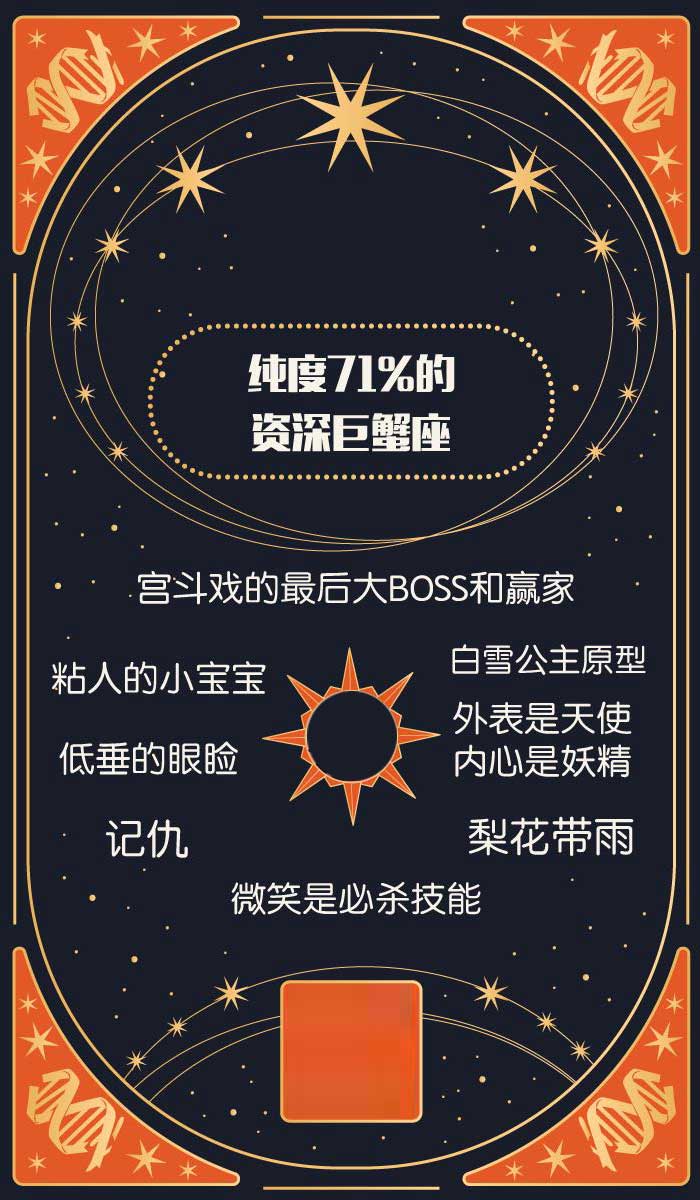 纯度71%的
资深巨蟹座
宫斗戏的最后大BOSS和赢家
粘人的小宝宝
白雪公主原型
外表是天使
内心是妖精
低垂的眼睑
记仇
梨花带雨
微笑是必杀技能